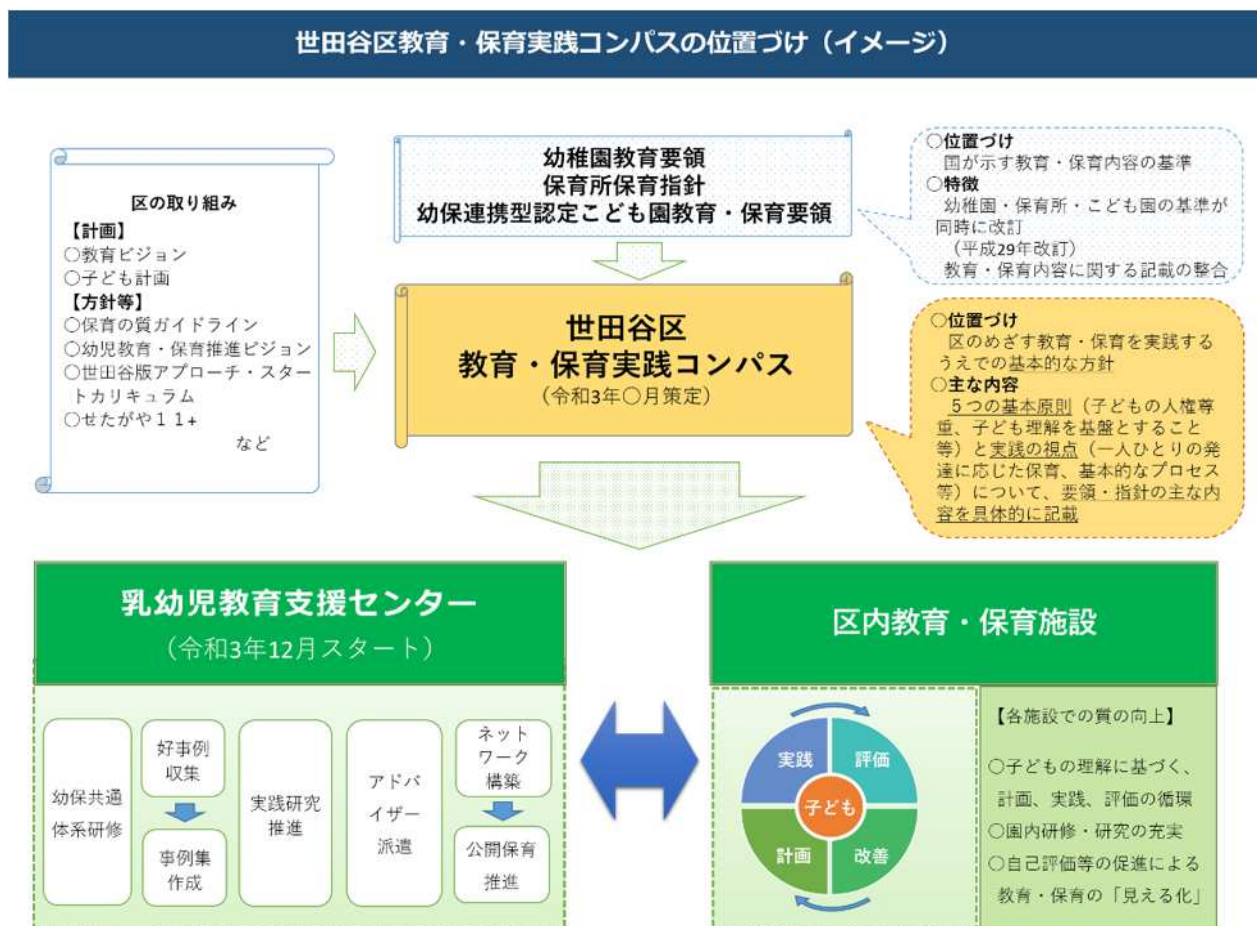 世田谷区教育・保育実践コンパスの位置づけ（イメージ）
区の取り組み
【計画】
○教育ビジョン
○子ども計画
【方針等】
○保育の質ガイドライン
○幼児教育・保育推進ビジョン
○世田谷版アプローチ・スター
トカリキュラム
○せたがや１１+
など
幼稚園教育要領
保育所保育指針
幼保連携型認定こども園教育・保育要領
○位置づけ
国が示す教育・保育内容の基準
○特徴
幼稚園・保育所・こども園の基準が
同時に改訂
（平成29年改訂）
教育・保育内容に関する記載の整合
世田谷区
教育・保育実践コンパス
（令和3年○月策定）
○位置づけ
区のめざす教育・保育を実践する
うえでの基本的な方針
○主な内容
５つの基本原則（子どもの人権尊
重、子ども理解を基盤とすること
等）と実践の視点（一人ひとりの発
達に応じた保育、基本的なプロセス
等）について、要領・指針の主な内
容を具体的に記載
乳幼児教育支援センター
（令和3年12月スタート）
幼保共通
体系研修
好事例
収集
事例集
作成
実践研究
推進
アドバ
イザー
派遣
ネット
ワーク
構築
公開保育
推進
区内教育・保育施設
実践
評価
子ども
計画
改善
【各施設での質の向上】
○子どもの理解に基づく、
計画、実践、評価の循環
○園内研修・研究の充実
○自己評価等の促進による
教育・保育の「見える化」